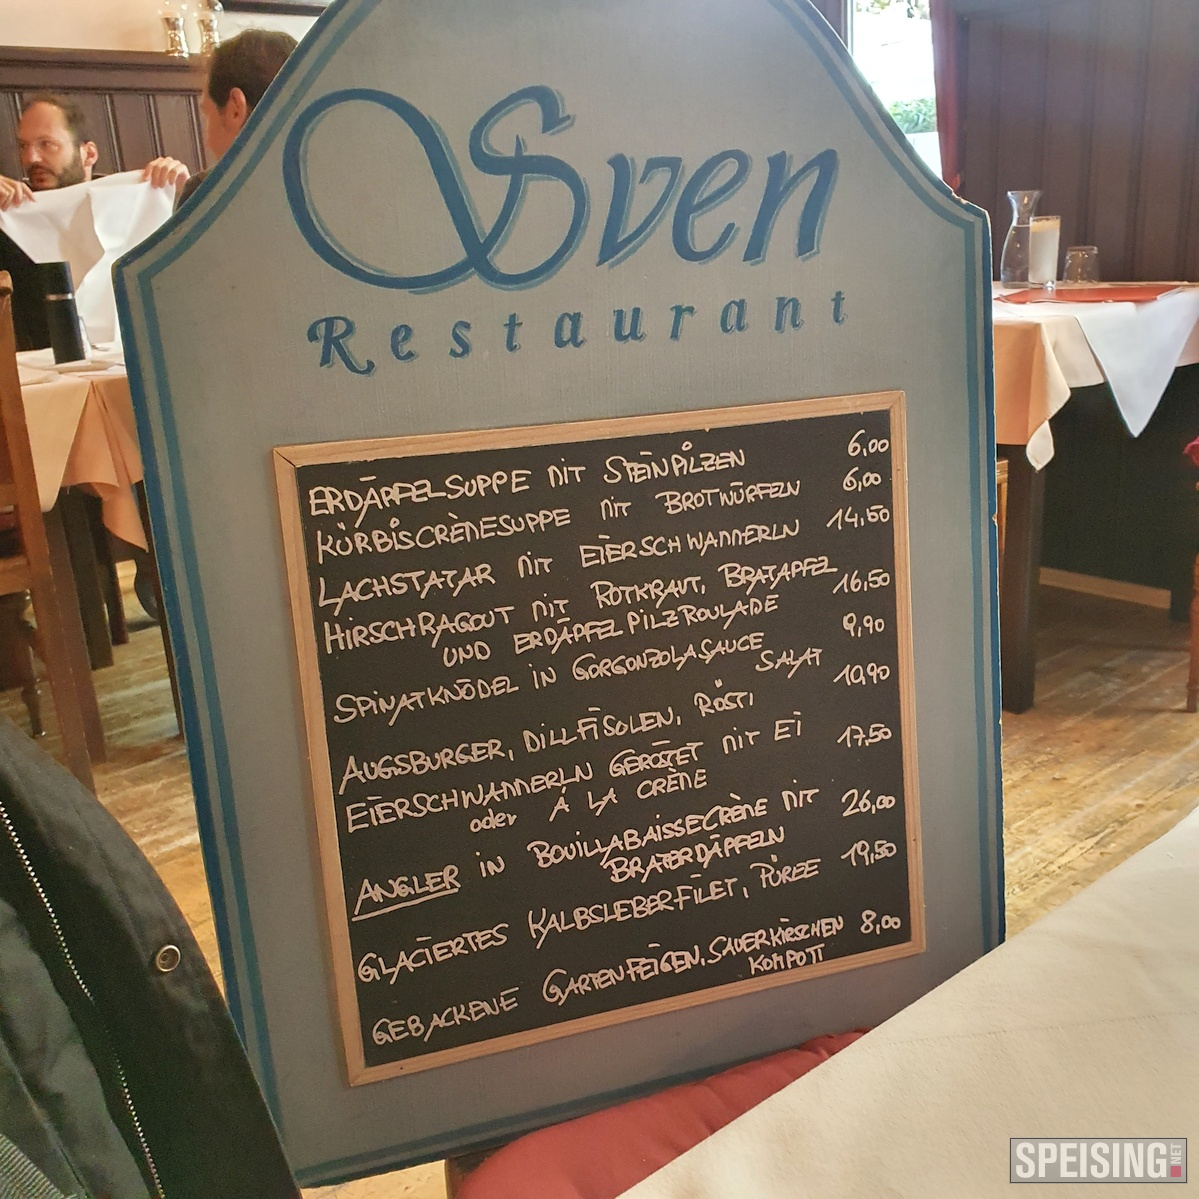 Sven
Restaurant
ERDÄPFELSUPPE MIT STEINPILZEN 6,00
KÜRBISCRÈMESUPPE MIT BROTWÜRFELN 6,00
LACHSTATAR MIT EIERSCHWAMMERLN 14,50
HIRSCHRAGOUT MIT ROTKRAUT, BRATAPFEL 16,50
UND ERDÄPFELPILZROULADE
SPINATKNÖDEL IN GORGONZOLASAUCE 9,90
SALAT
AUGSBURGER, DILLFISOLEN, RÖSTI 10,90
EIERSCHWAMMERLN GERÖSTET MIT EI 17,50
oder Á LA CRÈME
ANGLER IN BOUILLABAISSECRÈME MIT 26,00
BRATERDÄPFELN
GLACIERTES KALBSLEBERFILET, PÜREE 19,50
GEBACKENE GARTENFEIGEN, SAUERKIRSCHEN 8,00
KOMPOTT
SPEISING.NET